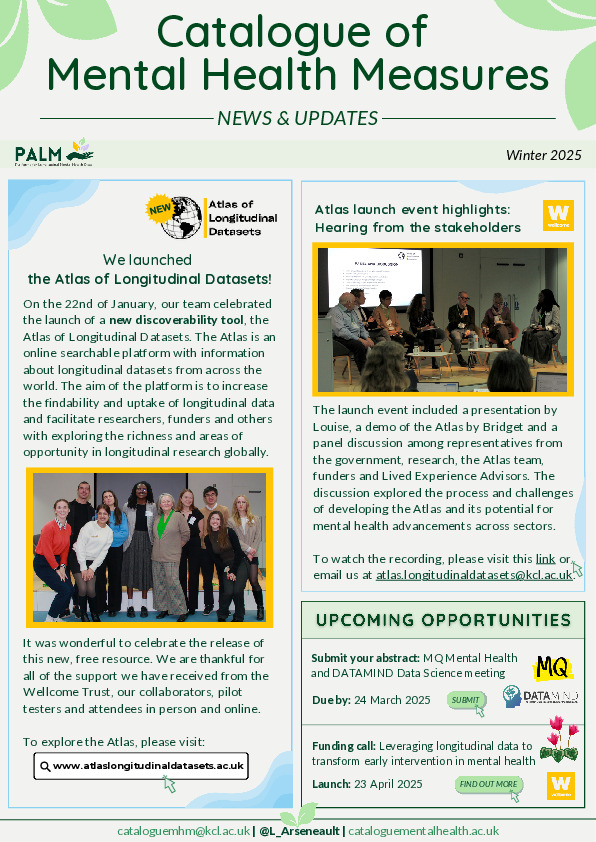 Catalogue of
Mental Health Measures
NEWS & UPDATES
PALM
Winter 2025
NEW
Atlas of
Longitudinal
Datasets
We launched
the Atlas of Longitudinal Datasets!
On the 22nd of January, our team celebrated
the launch of a new discoverability tool, the
Atlas of Longitudinal Datasets. The Atlas is an
online searchable platform with information
about longitudinal datasets from across the
world. The aim of the platform is to increase
the findability and uptake of longitudinal data
and facilitate researchers, funders and others
with exploring the richness and areas of
opportunity in longitudinal research globally.
It was wonderful to celebrate the release of
this new, free resource. We are thankful for
all of the support we have received from the
Wellcome Trust, our collaborators, pilot
testers and attendees in person and online.
To explore the Atlas, please visit:
www.atlaslongitudinaldatasets.ac.uk
Atlas launch event highlights:
Hearing from the stakeholders
W
wellcome
The launch event included a presentation by
Louise, a demo of the Atlas by Bridget and a
panel discussion among representatives from
the government, research, the Atlas team,
funders and Lived Experience Advisors. The
discussion explored the process and challenges
of developing the Atlas and its potential for
mental health advancements across sectors.
To watch the recording, please visit this link or
email us at atlas.longitudinaldatasets@kcl.ac.uk.
UPCOMING OPPORTUNITIES
Submit your abstract: MQ Mental Health
and DATAMIND Data Science meeting
MQ
Due by: 24 March 2025
SUBMIT
DATAMIND
Funding call: Leveraging longitudinal data to
transform early intervention in mental health
Launch: 23 April 2025
FIND OUT MORE
W
wellcome
cataloguemhm@kcl.ac.uk | @L_Arseneault | cataloguementalhealth.ac.uk